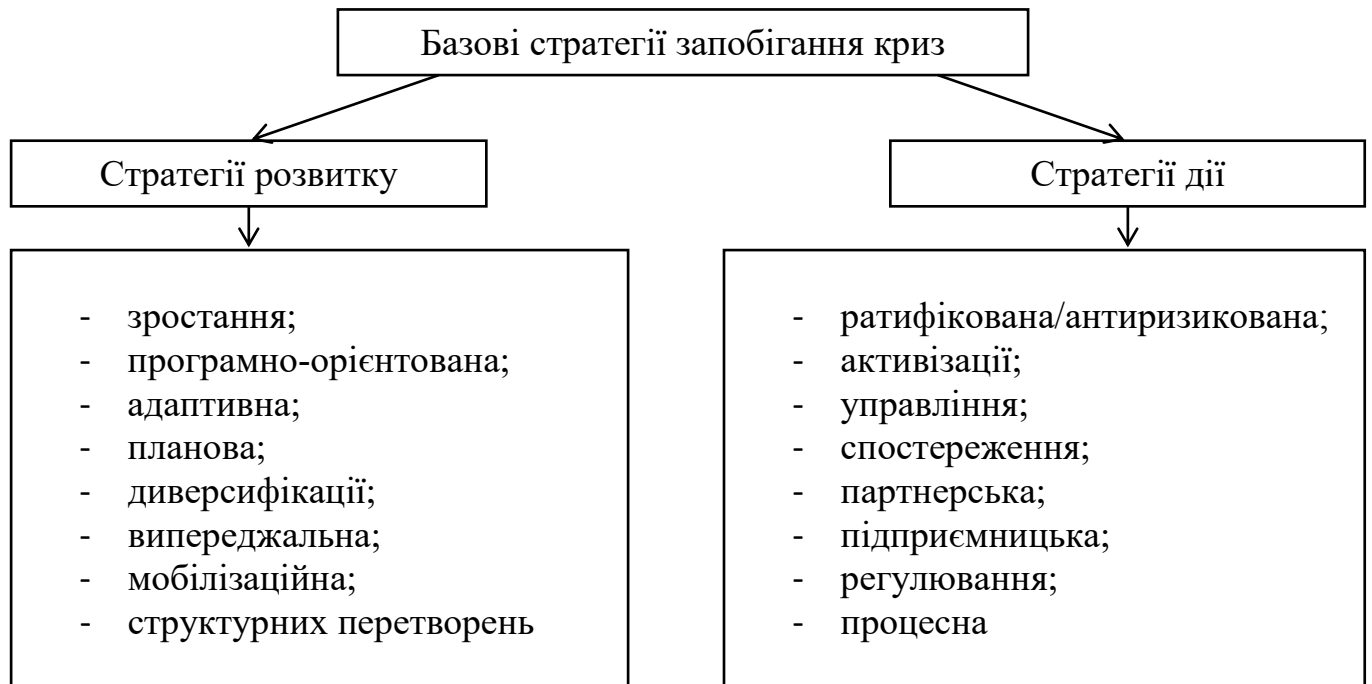 Базові стратегії запобігання криз
Стратегії розвитку
Стратегії дії
- зростання;
- програмно-орієнтована;
- адаптивна;
- планова;
- диверсифікації;
- випереджальна;
- мобілізаційна;
- структурних перетворень
- ратифікована/антиризикована;
- активізації;
- управління;
- спостереження;
- партнерська;
- підприємницька;
- регулювання;
- процесна